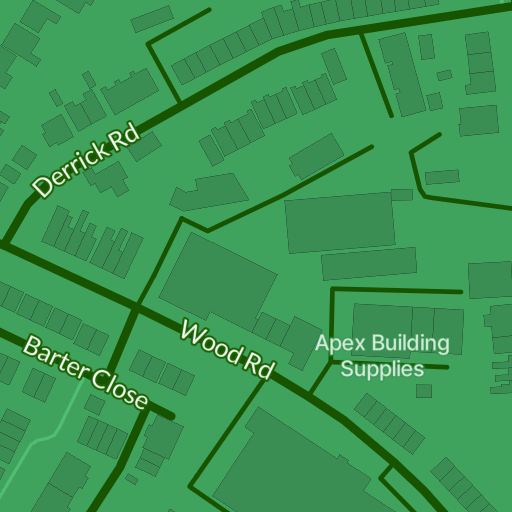 Derrick Rd
Wood Rd
Apex Building
Supplies
Barter Close